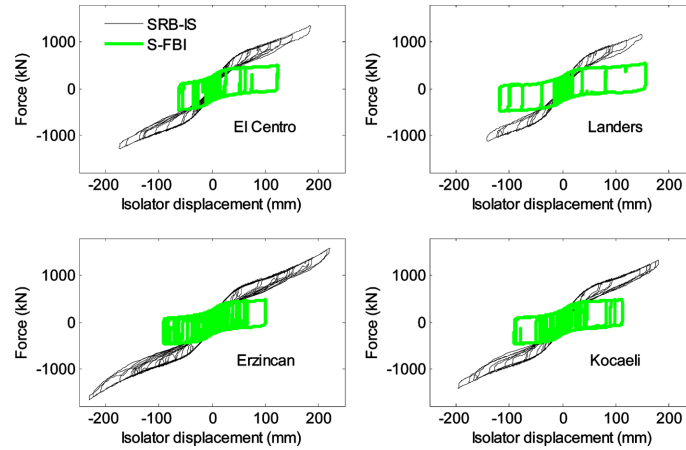 SRB-IS
S-FBI
1000
0
-1000
Force (kN)
El Centro
-200 -100 0 100 200
Isolator displacement (mm)
1000
0
-1000
Force (kN)
Landers
-200 -100 0 100 200
Isolator displacement (mm)
1000
0
-1000
Force (kN)
Erzincan
-200 -100 0 100 200
Isolator displacement (mm)
1000
0
-1000
Force (kN)
Kocaeli
-200 -100 0 100 200
Isolator displacement (mm)